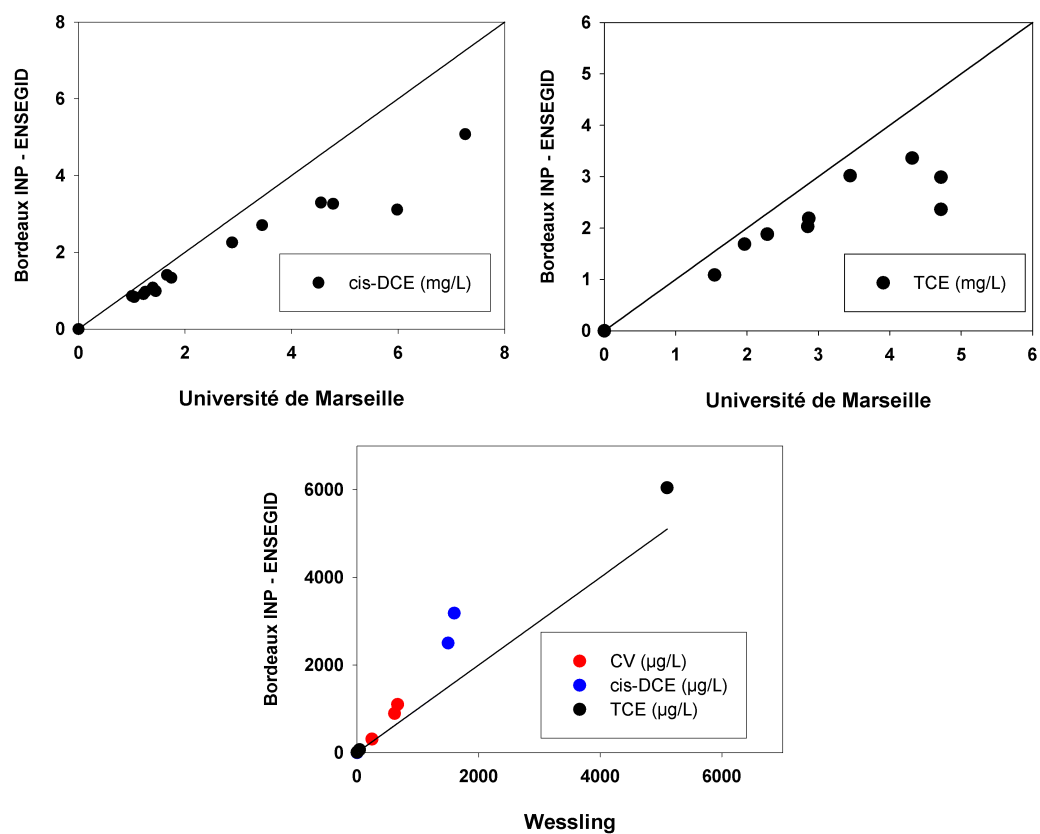 8
6
4
2
0
Bordeaux INP - ENSEGID
cis-DCE (mg/L)
0 2 4 6 8
Université de Marseille
6
5
4
3
2
1
0
Bordeaux INP - ENSEGID
TCE (mg/L)
0 1 2 3 4 5 6
Université de Marseille
6000
4000
2000
0
Bordeaux INP - ENSEGID
CV (µg/L)
cis-DCE (µg/L)
TCE (µg/L)
0 2000 4000 6000
Wessling